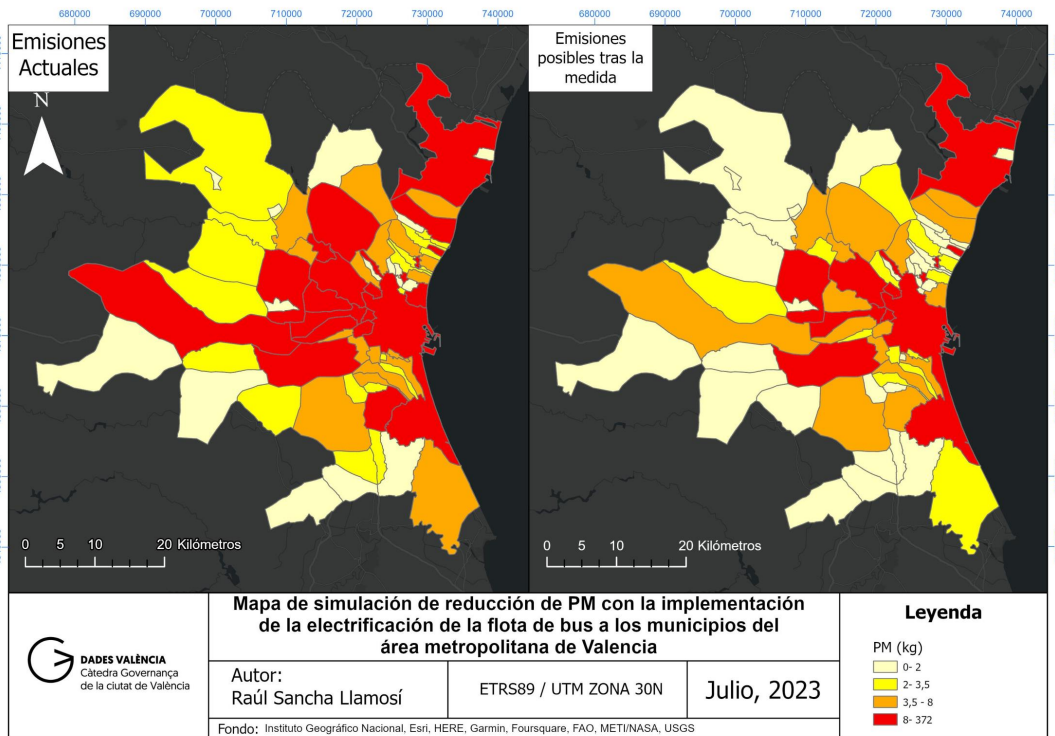 680000 690000 700000 710000 720000 730000 740000
680000 690000 700000 710000 720000 730000 740000
Emisiones
Actuales
N
0 5 10 20 Kilómetros
Emisiones
posibles tras la
medida
0 5 10 20 Kilómetros
DADES VALÈNCIA
Càtedra Governança
de la ciutat de València
Mapa de simulación de reducción de PM con la implementación
de la electrificación de la flota de bus a los municipios del
área metropolitana de Valencia
Autor:
Raúl Sancha Llamosí
ETRS89 / UTM ZONA 30N
Julio, 2023
Fondo: Instituto Geográfico Nacional, Esri, HERE, Garmin, Foursquare, FAO, METI/NASA, USGS
Leyenda
PM (kg)
0- 2
2- 3,5
3,5 - 8
8- 372